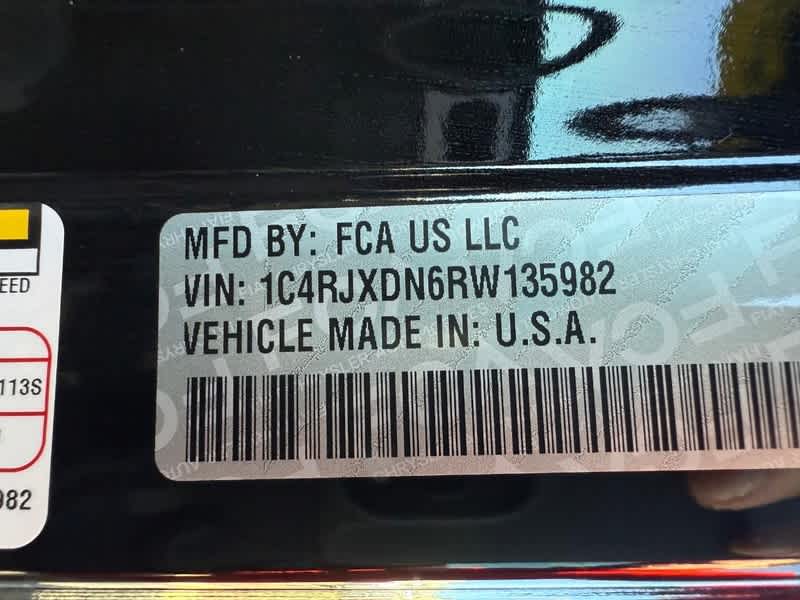 MFD BY: FCA US LLC
VIN: 1C4RJXDN6RW135982
VEHICLE MADE IN: U.S.A.
EED
113S
982